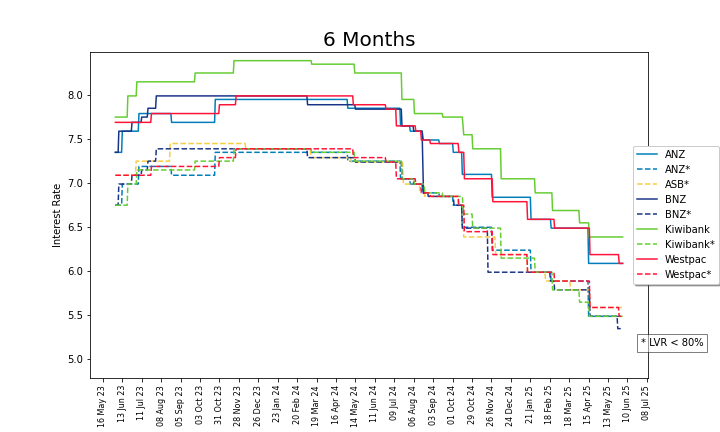 6 Months
Interest Rate
8.0
7.5
7.0
6.5
6.0
5.5
5.0
16 May 23
13 Jun 23
11 Jul 23
08 Aug 23
05 Sep 23
03 Oct 23
31 Oct 23
28 Nov 23
26 Dec 23
23 Jan 24
20 Feb 24
19 Mar 24
16 Apr 24
14 May 24
11 Jun 24
09 Jul 24
06 Aug 24
03 Sep 24
01 Oct 24
29 Oct 24
26 Nov 24
24 Dec 24
21 Jan 25
18 Feb 25
18 Mar 25
15 Apr 25
13 May 25
10 Jun 25
08 Jul 25
ANZ
ANZ*
ASB*
BNZ
BNZ*
Kiwibank
Kiwibank*
Westpac
Westpac*
* LVR < 80%